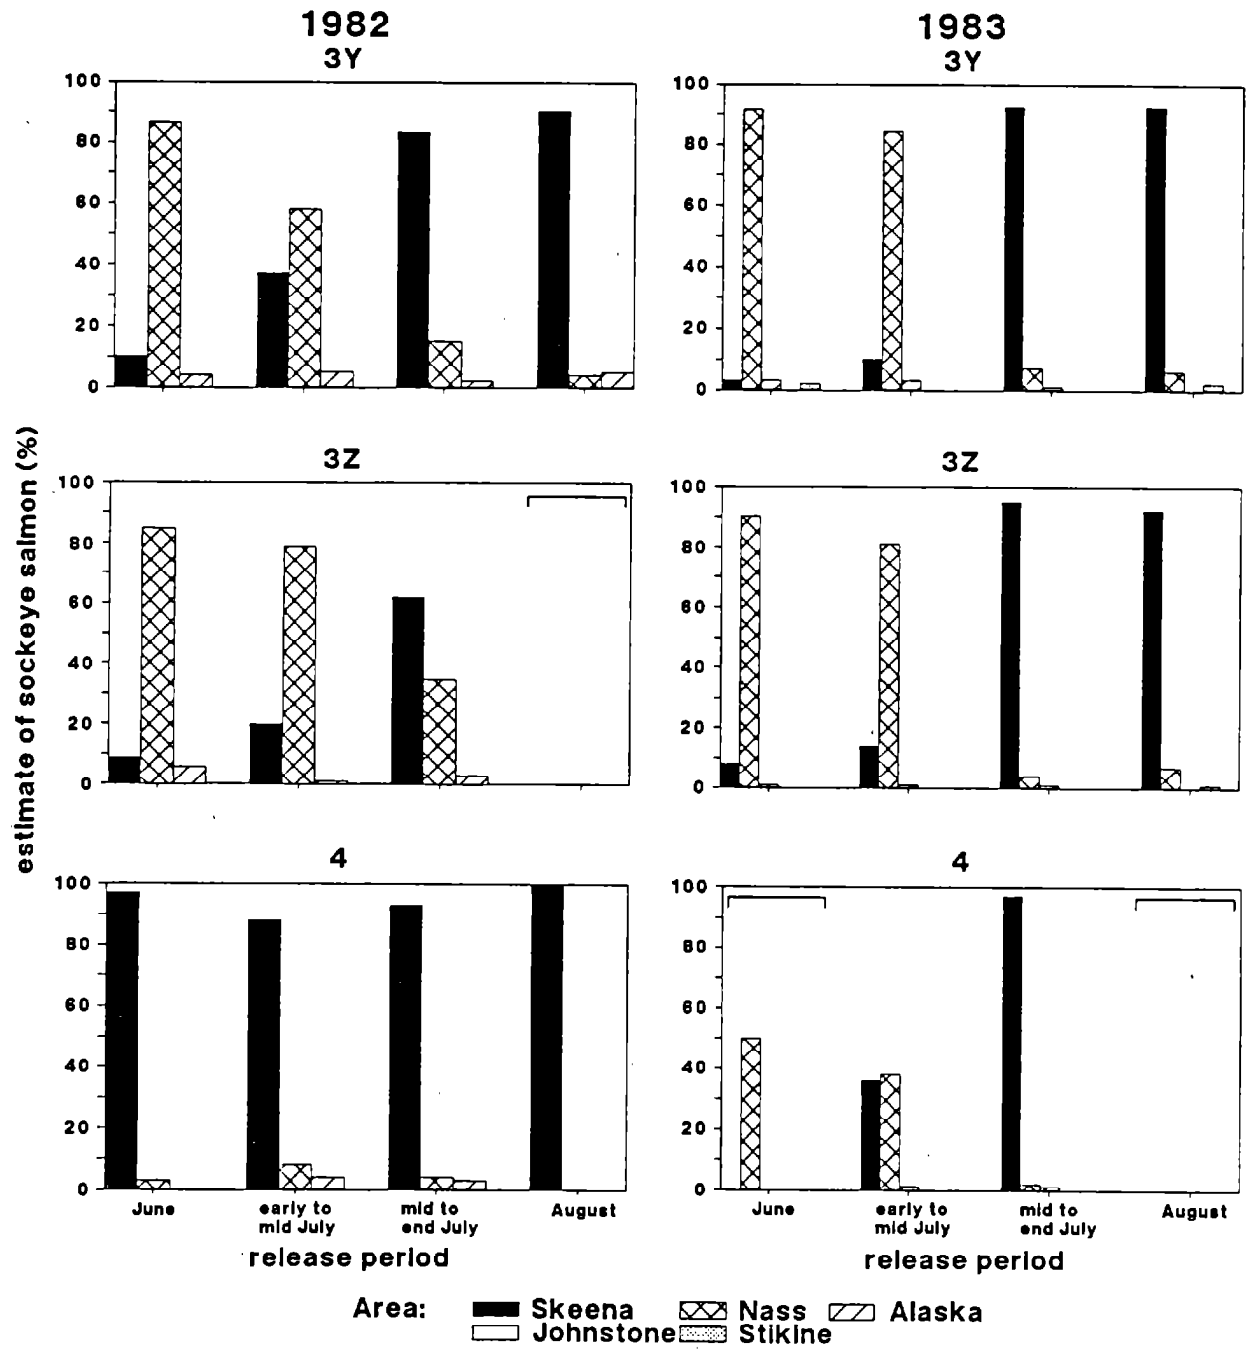 1982
1983
3Y
3Y
100
80
60
40
20
0
100
80
60
40
20
0
estimate of sockeye salmon (%)
3Z
3Z
100
80
60
40
20
0
100
80
60
40
20
0
4
4
100
80
60
40
20
0
100
80
60
40
20
0
June
early to
mid July
mid to
end July
August
June
early to
mid July
mid to
end July
August
release period
release period
Area: Skeena Nass Alaska
Johnstone Stikine